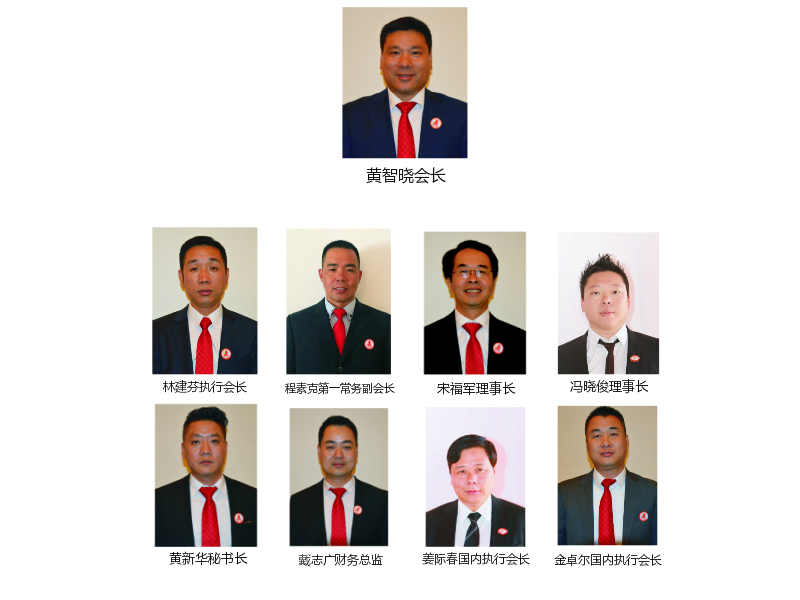 黄智晓会长
林建芬执行会长
程素克第一常务副会长
宋福军理事长
冯晓俊理事长
黄新华秘书长
戴志广财务总监
姜际春国内执行会长
金卓尔国内执行会长